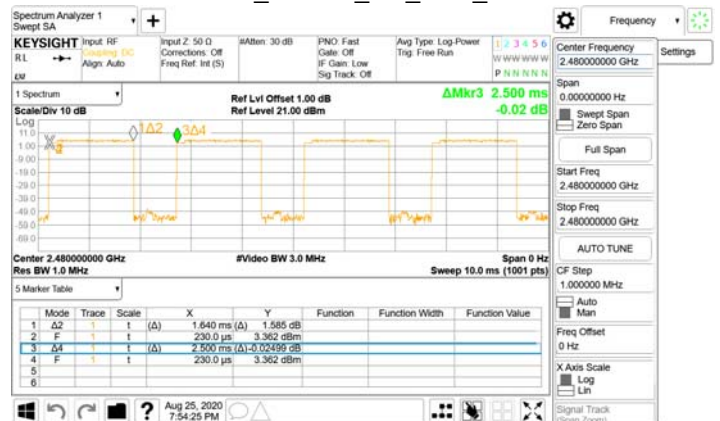 Spectrum Analyzer 1
Swept SA
Frequency
KEYSIGHT
RL
Input: RF
Coupling: DC
Align: Auto
Input Z: 50 Ω
Corrections: Off
Freq Ref: Int (S)
#Atten: 30 dB
PNO: Fast
Gate: Off
IF Gain: Low
Sig Track: Off
Avg Type: Log-Power
Trig: Free Run
1 2 3 4 5 6
W W W W W W
P N N N N N
Center Frequency
2.480000000 GHz
Settings
1 Spectrum
Scale/Div 10 dB
Ref Lvl Offset 1.00 dB
Ref Level 21.00 dBm
ΔMkr3 2.500 ms
-0.02 dB
Log
11.0
1.00
-9.00
-19.0
-29.0
-39.0
-49.0
-59.0
-69.0
1Δ2
3Δ4
Center 2.480000000 GHz
Res BW 1.0 MHz
#Video BW 3.0 MHz
Span 0 Hz
Sweep 10.0 ms (1001 pts)
Span
0.00000000 Hz
Swept Span
Zero Span
Full Span
Start Freq
2.480000000 GHz
Stop Freq
2.480000000 GHz
AUTO TUNE
CF Step
1.000000 MHz
Auto
Man
Freq Offset
0 Hz
X Axis Scale
Log
Lin
Signal Track
(Span Zoom)
5 Marker Table
Mode Trace Scale X Y Function Function Width Function Value
1 Δ2 1 t (Δ) 1.640 ms (Δ) 1.585 dB
2 F 1 t 230.0 µs 3.362 dBm
3 Δ4 1 t (Δ) 2.500 ms (Δ) -0.02499 dB
4 F 1 t 230.0 µs 3.362 dBm
5
6
Aug 25, 2020
7:54:25 PM